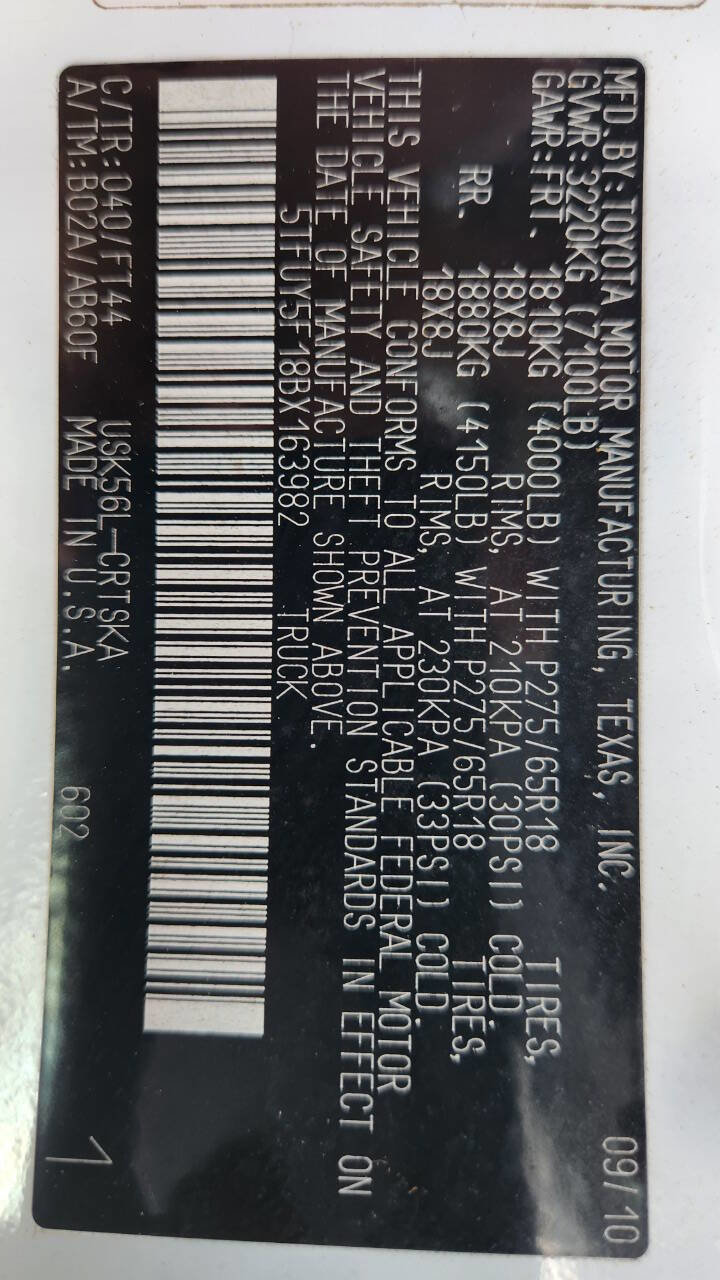 MFD.BY:TOYOTA MOTOR MANUFACTURING, TEXAS, INC. 09/10
GVWR:3220KG (7100LB)
GAWR:FRT. 1810KG (4000LB) WITH P275/65R18 TIRES,
18X8J RIMS, AT 210KPA (30PSI) COLD.
RR. 1880KG (4150LB) WITH P275/65R18 TIRES,
18X8J RIMS, AT 230KPA (33PSI) COLD.
THIS VEHICLE CONFORMS TO ALL APPLICABLE FEDERAL MOTOR
VEHICLE SAFETY AND THEFT PREVENTION STANDARDS IN EFFECT ON
THE DATE OF MANUFACTURE SHOWN ABOVE.
5TFUY5F18BX163982 TRUCK
C/TR:040/FT44 USK56L-CRTSKA
A/TM:B02A/AB60F MADE IN U.S.A. 602 1